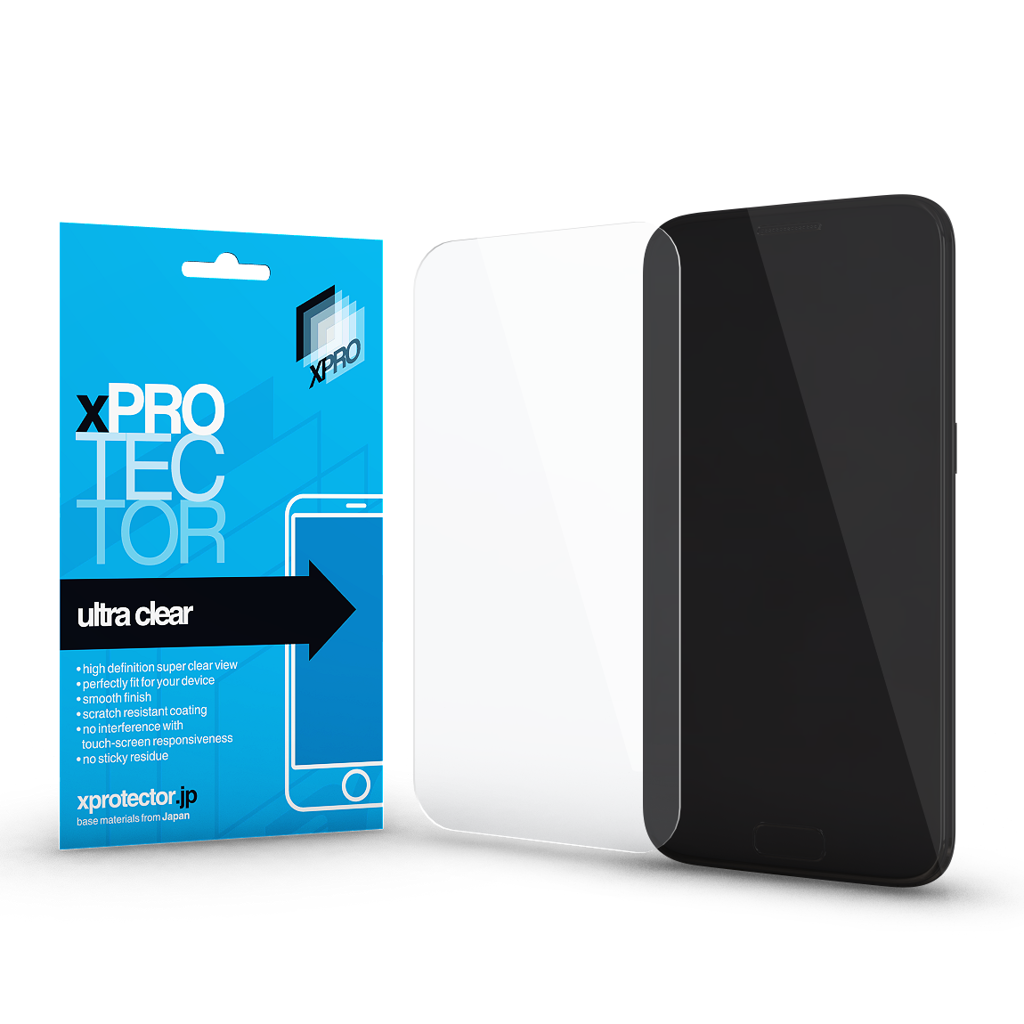 XPRO
xPRO
TEC
TOR
ultra clear
• high definition super clear view
• perfectly fit for your device
• smooth finish
• scratch resistant coating
• no interference with
touch-screen responsiveness
• no sticky residue
xprotector.jp
base materials from Japan